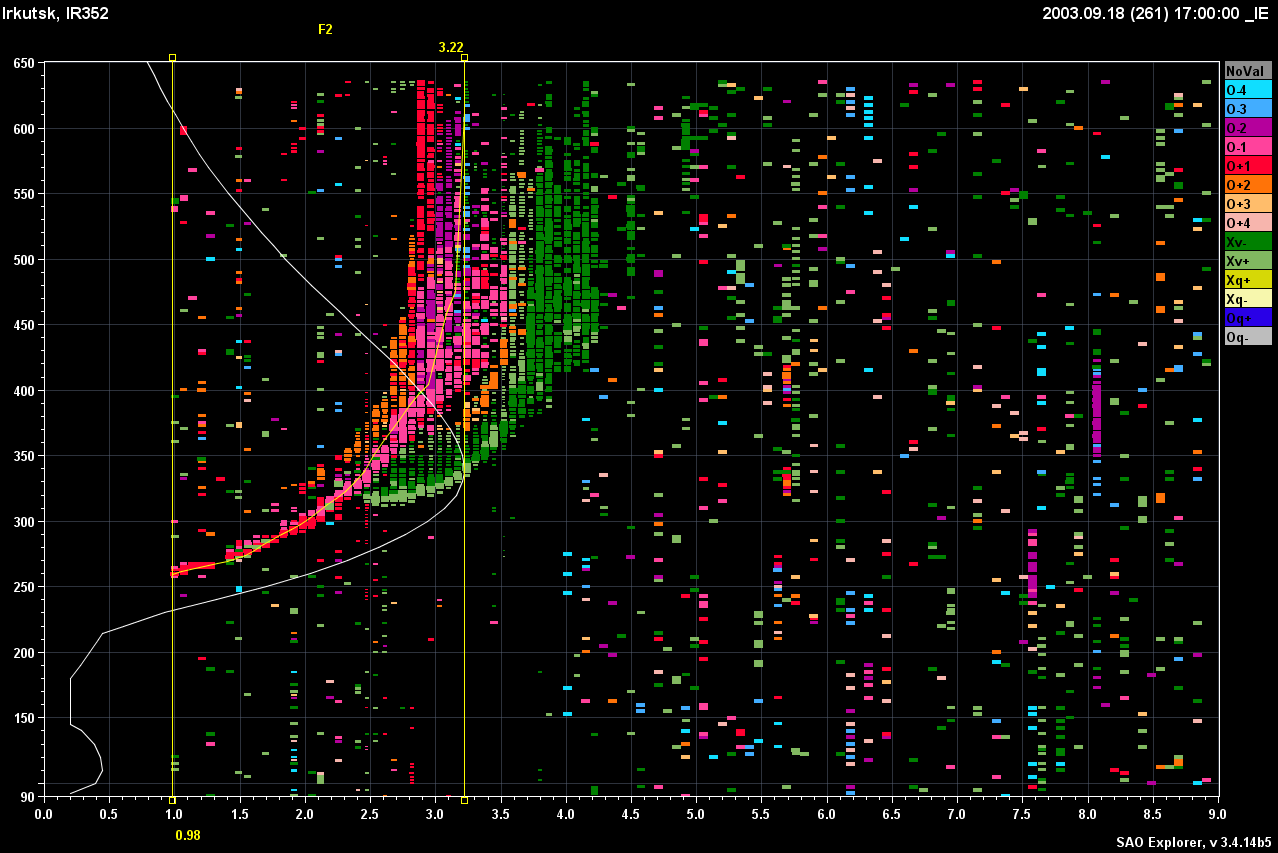 Irkutsk, IR352
2003.09.18 (261) 17:00:00 _IE
F2
3.22
650
600
550
500
450
400
350
300
250
200
150
90
0.0 0.5 1.0 1.5 2.0 2.5 3.0 3.5 4.0 4.5 5.0 5.5 6.0 6.5 7.0 7.5 8.0 8.5 9.0
0.98
NoVal
O-4
O-3
O-2
O-1
O+1
O+2
O+3
O+4
Xv-
Xv+
Xq+
Xq-
Oq+
Oq-
SAO Explorer, v 3.4.14b5